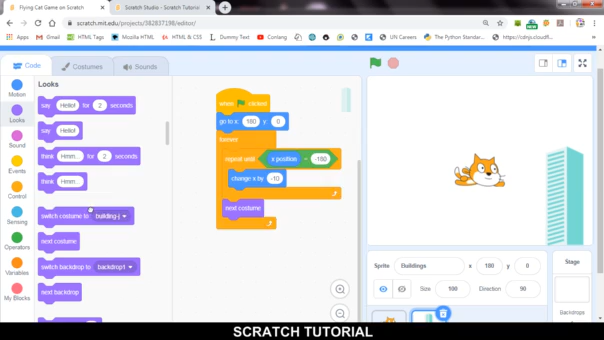 Flying Cat Game on Scratch
Scratch Studio - Scratch Tutorial
scratch.mit.edu/projects/382837198/editor/
Apps
Gmail
HTML Tags
Mozilla HTML
L/L
Dummy Text
Conlang
UN Careers
The Python Standar...
https://cdnjs.cloudf...
Code
Costumes
Sounds
Motion
Looks
Sound
Events
Control
Sensing
Operators
Variables
My Blocks
Looks
say Hello! for 2 seconds
say Hello!
think Hmm... for 2 seconds
think Hmm...
switch costume to building-j
next costume
switch backdrop to backdrop1
next backdrop
when clicked
go to x: 180 y: 0
forever
repeat until x position = -180
change x by -10
next costume
Sprite Buildings x 180 y 0
Size 100 Direction 90
Stage
Backdrops
SCRATCH TUTORIAL